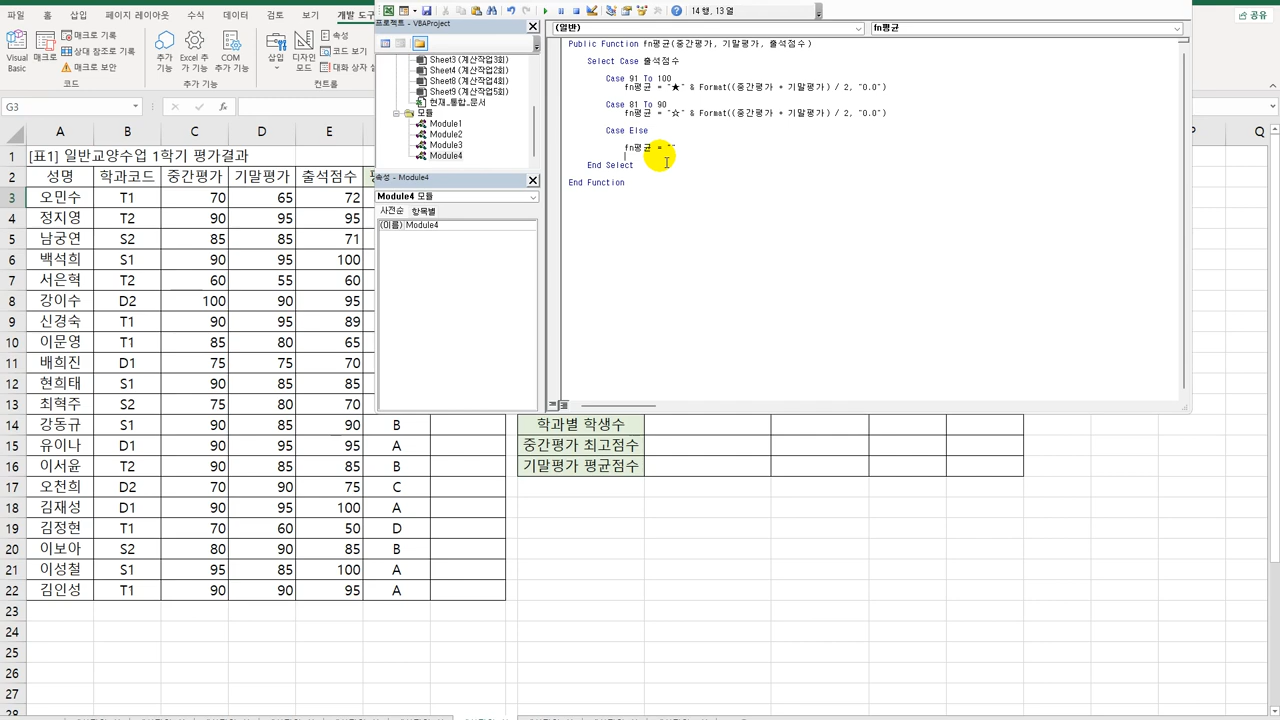 파일
홈
삽입
페이지 레이아웃
수식
데이터
검토
보기
개발 도구
14 행, 13 열
공유
Visual Basic
매크로
매크로 기록
상대 참조로 기록
매크로 보안
코드
추가 기능
Excel 추가 기능
COM 추가 기능
추가 기능
삽입
디자인 모드
속성
코드 보기
대화 상자 실
컨트롤
프로젝트 - VBAProject
Sheet3 (계산작업3회)
Sheet4 (계산작업2회)
Sheet8 (계산작업4회)
Sheet9 (계산작업5회)
현재_통합_문서
모듈
Module1
Module2
Module3
Module4
속성 - Module4
Module4 모듈
사전순 항목별
(이름) Module4
(일반)
fn평균
Public Function fn평균(중간평가, 기말평가, 출석점수)
Select Case 출석점수
Case 91 To 100
fn평균 = "★" & Format((중간평가 + 기말평가) / 2, "0.0")
Case 81 To 90
fn평균 = "☆" & Format((중간평가 + 기말평가) / 2, "0.0")
Case Else
fn평균 = ""
End Select
End Function
G3
A B C D E
Q
1 [표1] 일반교양수업 1학기 평가결과
2 성명 학과코드 중간평가 기말평가 출석점수
3 오민수 T1 70 65 72
4 정지영 T2 90 95 95
5 남궁연 S2 85 85 71
6 백석희 S1 90 95 100
7 서은혁 T2 60 55 60
8 강이수 D2 100 90 95
9 신경숙 T1 90 95 89
10 이문영 T1 85 80 65
11 배희진 D1 75 75 70
12 현희태 S1 90 85 85
13 최혁주 S2 75 80 70
14 강동규 S1 90 85 90 B 학과별 학생수
15 유이나 D1 90 90 95 A 중간평가 최고점수
16 이서윤 T2 90 85 85 B 기말평가 평균점수
17 오천희 D2 70 90 75 C
18 김재성 D1 90 95 100 A
19 김정현 T1 70 60 50 D
20 이보아 S2 80 90 85 B
21 이성철 S1 95 85 100 A
22 김인성 T1 90 90 95 A
23
24
25
26
27
28